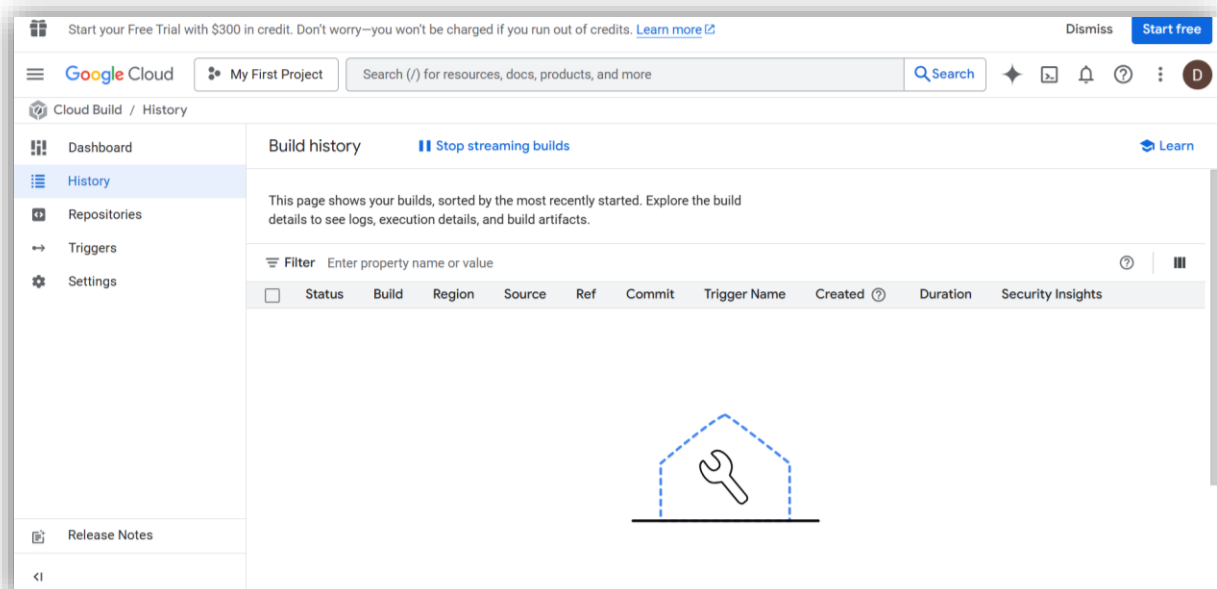 Start your Free Trial with $300 in credit. Don't worry—you won't be charged if you run out of credits. Learn more
Dismiss
Start free
Google Cloud
My First Project
Search (/) for resources, docs, products, and more
Search
D
Cloud Build / History
Dashboard
History
Repositories
Triggers
Settings
Release Notes
Build history
Stop streaming builds
Learn
This page shows your builds, sorted by the most recently started. Explore the build
details to see logs, execution details, and build artifacts.
Filter Enter property name or value
Status Build Region Source Ref Commit Trigger Name Created Duration Security Insights